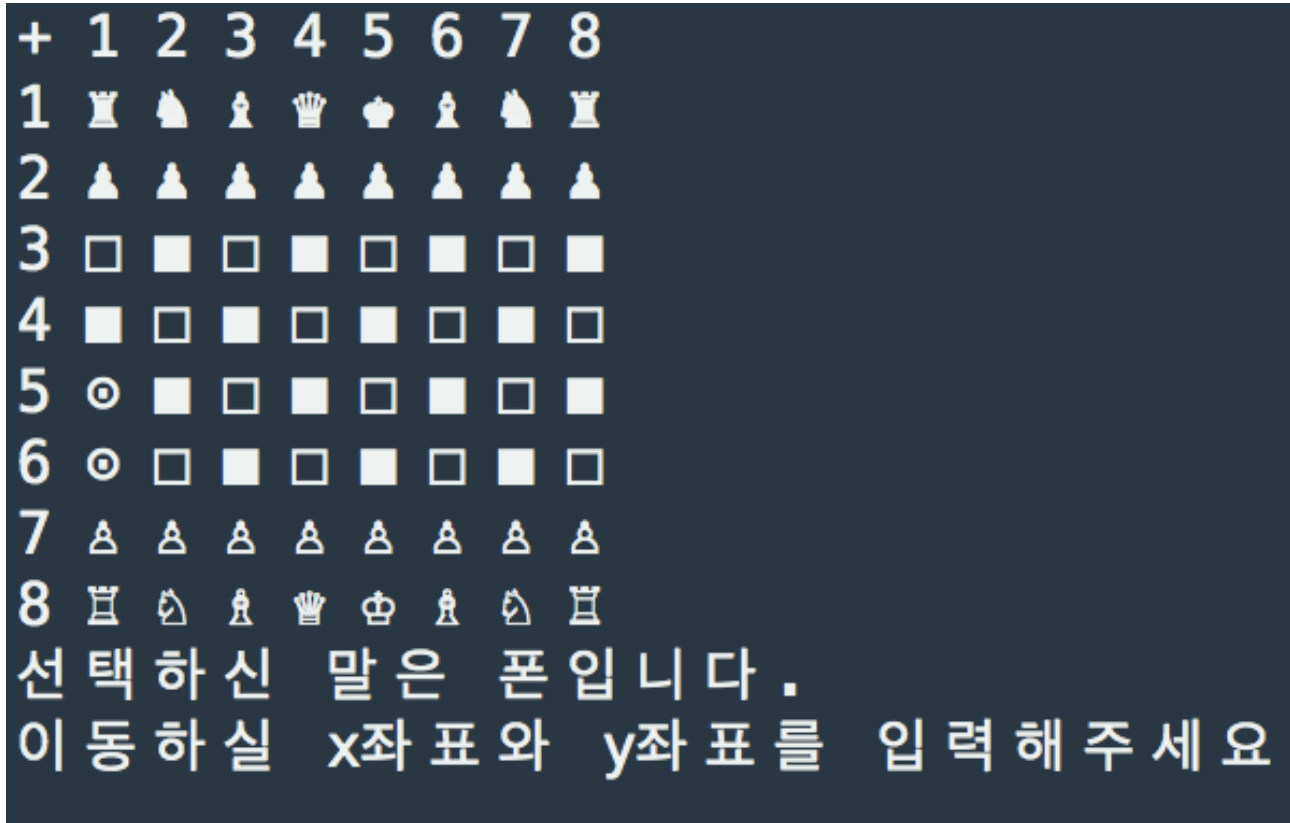 + 1 2 3 4 5 6 7 8
1 ♜ ♞ ♝ ♛ ♚ ♝ ♞ ♜
2 ♟ ♟ ♟ ♟ ♟ ♟ ♟ ♟
3 □ ■ □ ■ □ ■ □ ■
4 ■ □ ■ □ ■ □ ■ □
5 ⊙ ■ □ ■ □ ■ □ ■
6 ⊙ □ ■ □ ■ □ ■ □
7 ♙ ♙ ♙ ♙ ♙ ♙ ♙ ♙
8 ♖ ♘ ♗ ♛ ♔ ♗ ♘ ♖
선택하신 말은 폰입니다.
이동하실 x좌표와 y좌표를 입력해주세요